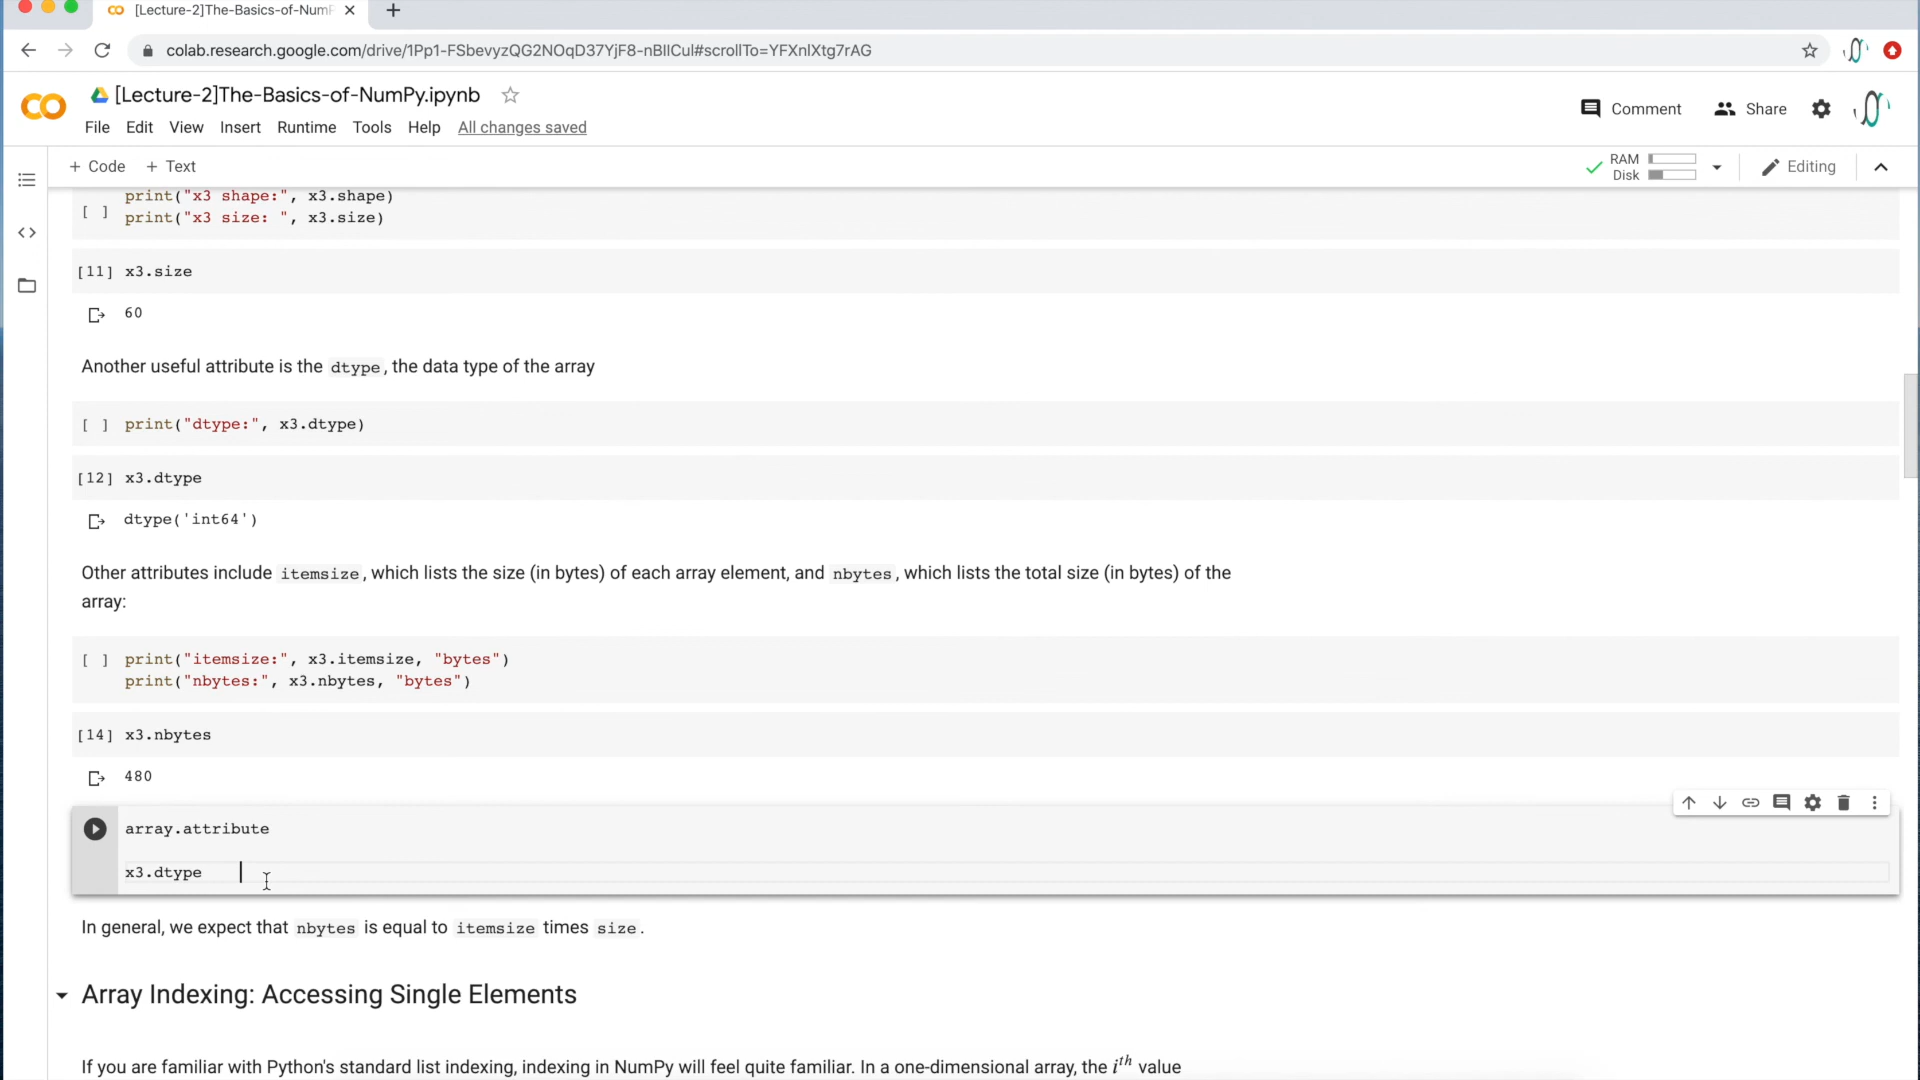 [Lecture-2]The-Basics-of-NumP
colab.research.google.com/drive/1Pp1-FSbevyzQG2NOqD37YjF8-nBIlCul#scrollTo=YFXnlXtg7rAG
[Lecture-2]The-Basics-of-NumPy.ipynb
Comment
Share
File Edit View Insert Runtime Tools Help All changes saved
+ Code + Text
RAM
Disk
Editing
print("x3 shape:", x3.shape)
[ ] print("x3 size: ", x3.size)
[11] x3.size
60
Another useful attribute is the dtype, the data type of the array
[ ] print("dtype:", x3.dtype)
[12] x3.dtype
dtype('int64')
Other attributes include itemsize, which lists the size (in bytes) of each array element, and nbytes, which lists the total size (in bytes) of the
array:
[ ] print("itemsize:", x3.itemsize, "bytes")
print("nbytes:", x3.nbytes, "bytes")
[14] x3.nbytes
480
array.attribute
x3.dtype
In general, we expect that nbytes is equal to itemsize times size.
Array Indexing: Accessing Single Elements
If you are familiar with Python's standard list indexing, indexing in NumPy will feel quite familiar. In a one-dimensional array, the i^th value